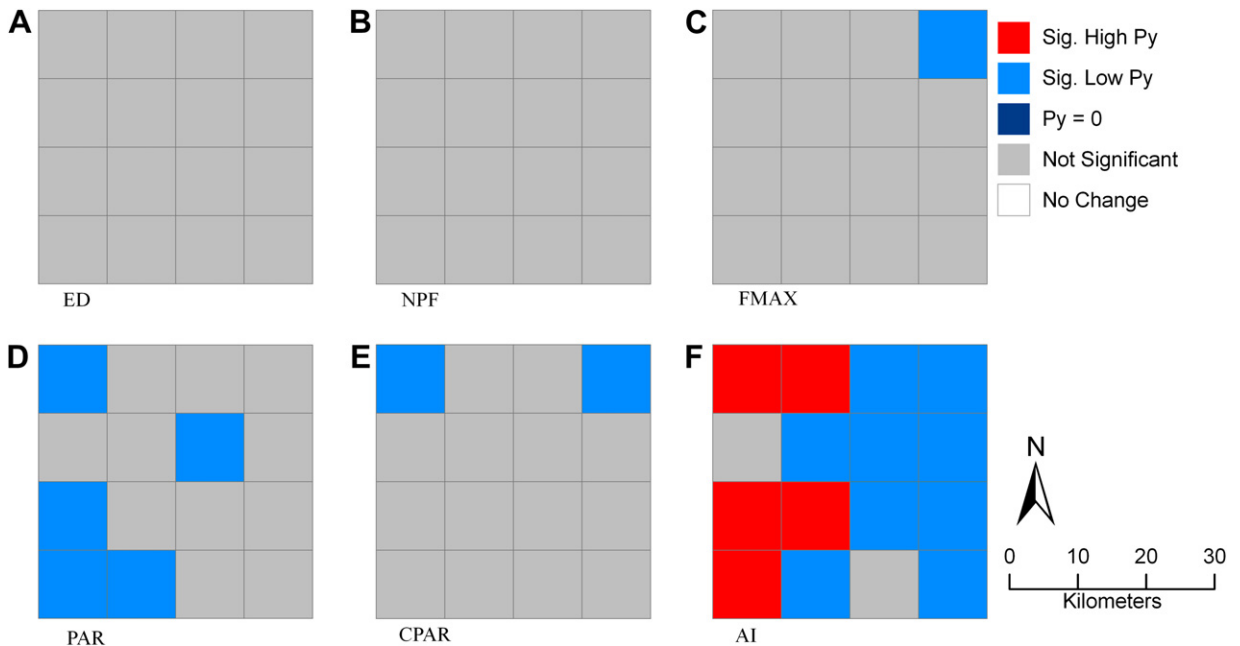 A
B
C
Sig. High Py
Sig. Low Py
Py = 0
Not Significant
No Change
ED
NPF
FMAX
D
E
F
N
0 10 20 30
Kilometers
PAR
CPAR
AI